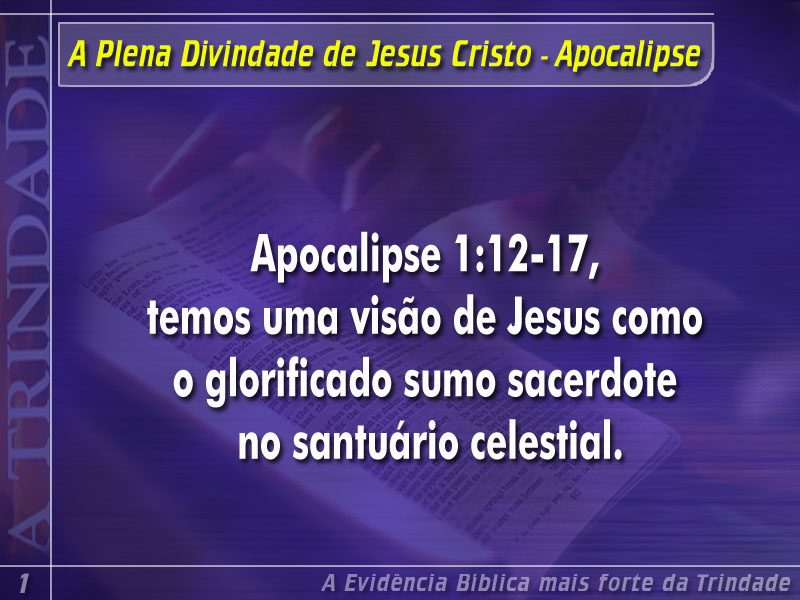 A Plena Divindade de Jesus Cristo - Apocalipse
A TRINDADE
Apocalipse 1:12-17,
temos uma visão de Jesus como
o glorificado sumo sacerdote
no santuário celestial.
1
A Evidência Bíblica mais forte da Trindade